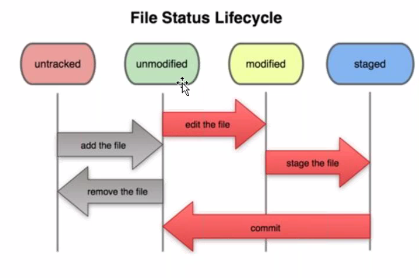 File Status Lifecycle
untracked
unmodified
modified
staged
edit the file
add the file
stage the file
remove the file
commit